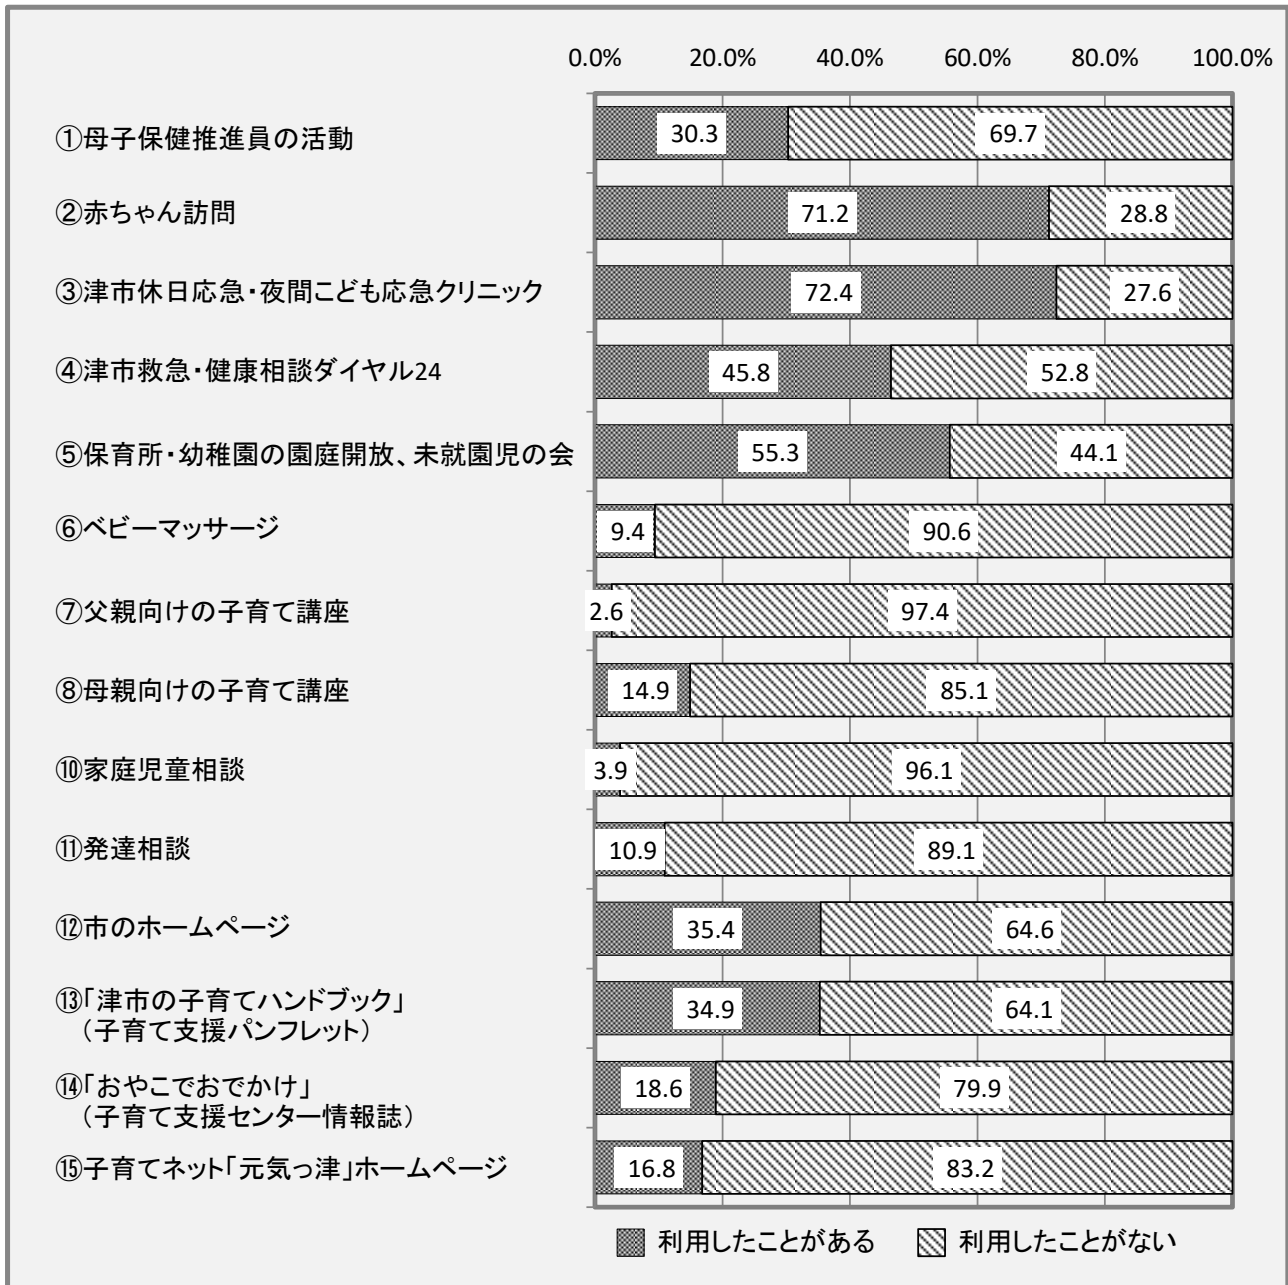 0.0% 20.0% 40.0% 60.0% 80.0% 100.0%
①母子保健推進員の活動 30.3 69.7
②赤ちゃん訪問 71.2 28.8
③津市休日応急・夜間こども応急クリニック 72.4 27.6
④津市救急・健康相談ダイヤル24 45.8 52.8
⑤保育所・幼稚園の園庭開放、未就園児の会 55.3 44.1
⑥ベビーマッサージ 9.4 90.6
⑦父親向けの子育て講座 2.6 97.4
⑧母親向けの子育て講座 14.9 85.1
⑩家庭児童相談 3.9 96.1
⑪発達相談 10.9 89.1
⑫市のホームページ 35.4 64.6
⑬「津市の子育てハンドブック」
（子育て支援パンフレット） 34.9 64.1
⑭「おやこでおでかけ」
（子育て支援センター情報誌） 18.6 79.9
⑮子育てネット「元気っ津」ホームページ 16.8 83.2
利用したことがある 利用したことがない